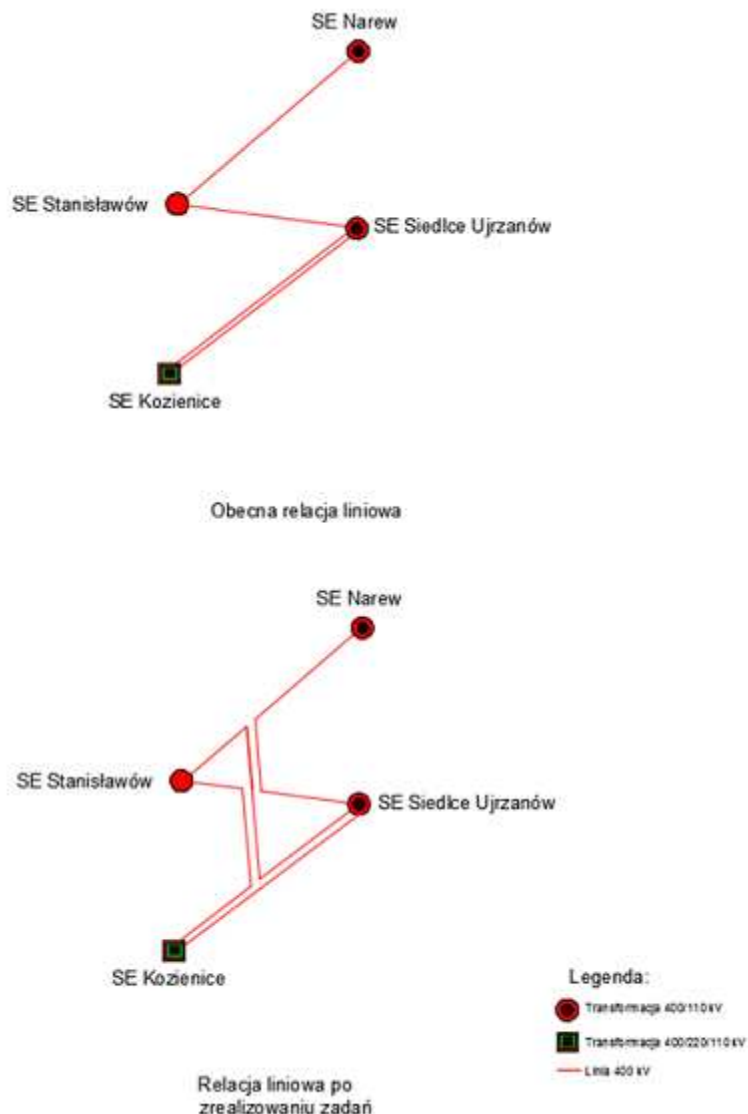 SE Narew
SE Stanisławów
SE Siedlce Ujrzanów
SE Kozienice
Obecna relacja liniowa
SE Narew
SE Stanisławów
SE Siedlce Ujrzanów
SE Kozienice
Legenda:
Transformacja 400/110 kV
Transformacja 400/220/110 kV
Linia 400 kV
Relacja liniowa po
zrealizowaniu zadań